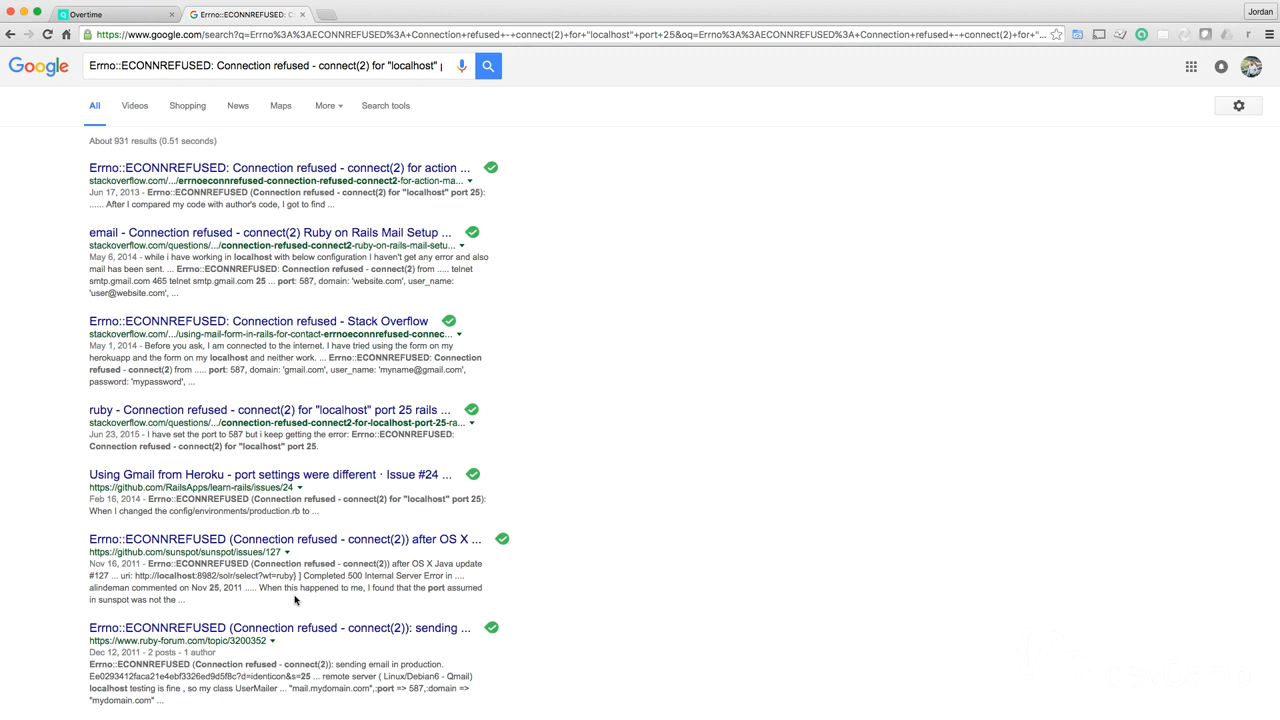 Overtime
Errno::ECONNREFUSED: C
Jordan
https://www.google.com/search?q=Errno%3A%3AECONNREFUSED%3A+Connection+refused+-+connect(2)+for+"localhost"+port+25&oq=Errno%3A%3AECONNREFUSED%3A+Connection+refused+-+connect(2)+for+"...
Google
Errno::ECONNREFUSED: Connection refused - connect(2) for "localhost" p
All Videos Shopping News Maps More Search tools
About 931 results (0.51 seconds)
Errno::ECONNREFUSED: Connection refused - connect(2) for action ...
stackoverflow.com/.../errnoeconnrefused-connection-refused-connect2-for-action-ma...
Jun 17, 2013 - Errno::ECONNREFUSED (Connection refused - connect(2) for "localhost" port 25):
...... After I compared my code with author's code, I got to find ...
email - Connection refused - connect(2) Ruby on Rails Mail Setup ...
stackoverflow.com/questions/.../connection-refused-connect2-ruby-on-rails-mail-setu...
May 6, 2014 - while i have working in localhost with below configuration I haven't get any error and also
mail has been sent. ... Errno::ECONNREFUSED: Connection refused - connect(2) from ..... telnet
smtp.gmail.com 465 telnet smtp.gmail.com 25 ... port: 587, domain: 'website.com', user_name:
'user@website.com', ...
Errno::ECONNREFUSED: Connection refused - Stack Overflow
stackoverflow.com/.../using-mail-form-in-rails-for-contact-errnoeconnrefused-connec...
May 1, 2014 - Before you ask, I am connected to the internet. I have tried using the form on my
herokuapp and the form on my localhost and neither work. ... Errno::ECONNREFUSED: Connection
refused - connect(2) from ..... port: 587, domain: 'gmail.com', user_name: 'myname@gmail.com',
password: 'mypassword', ...
ruby - Connection refused - connect(2) for "localhost" port 25 rails ...
stackoverflow.com/questions/.../connection-refused-connect2-for-localhost-port-25-ra...
Jun 23, 2015 - I have set the port to 587 but i keep getting the error: Errno::ECONNREFUSED:
Connection refused - connect(2) for "localhost" port 25.
Using Gmail from Heroku - port settings were different · Issue #24 ...
https://github.com/RailsApps/learn-rails/issues/24
Feb 16, 2014 - Errno::ECONNREFUSED (Connection refused - connect(2) for "localhost" port 25):
When I changed the config/environments/production.rb to ...
Errno::ECONNREFUSED (Connection refused - connect(2)) after OS X ...
https://github.com/sunspot/sunspot/issues/127
Nov 16, 2011 - Errno::ECONNREFUSED (Connection refused - connect(2)) after OS X Java update
#127 ... uri: http://localhost:8982/solr/select?wt=ruby} ] Completed 500 Internal Server Error in ....
alindeman commented on Nov 25, 2011 ..... When this happened to me, I found that the port assumed
in sunspot was not the ...
Errno::ECONNREFUSED (Connection refused - connect(2)): sending ...
https://www.ruby-forum.com/topic/3200352
Dec 12, 2011 - 2 posts - 1 author
Errno::ECONNREFUSED (Connection refused - connect(2)): sending email in production.
Ee0293412faca21e4ebf3326ed9d5f8c?d=identicon&s=25 ... remote server ( Linux/Debian6 - Qmail)
localhost testing is fine , so my class UserMailer ... "mail.mydomain.com",:port => 587,:domain =>
"mydomain.com" ...